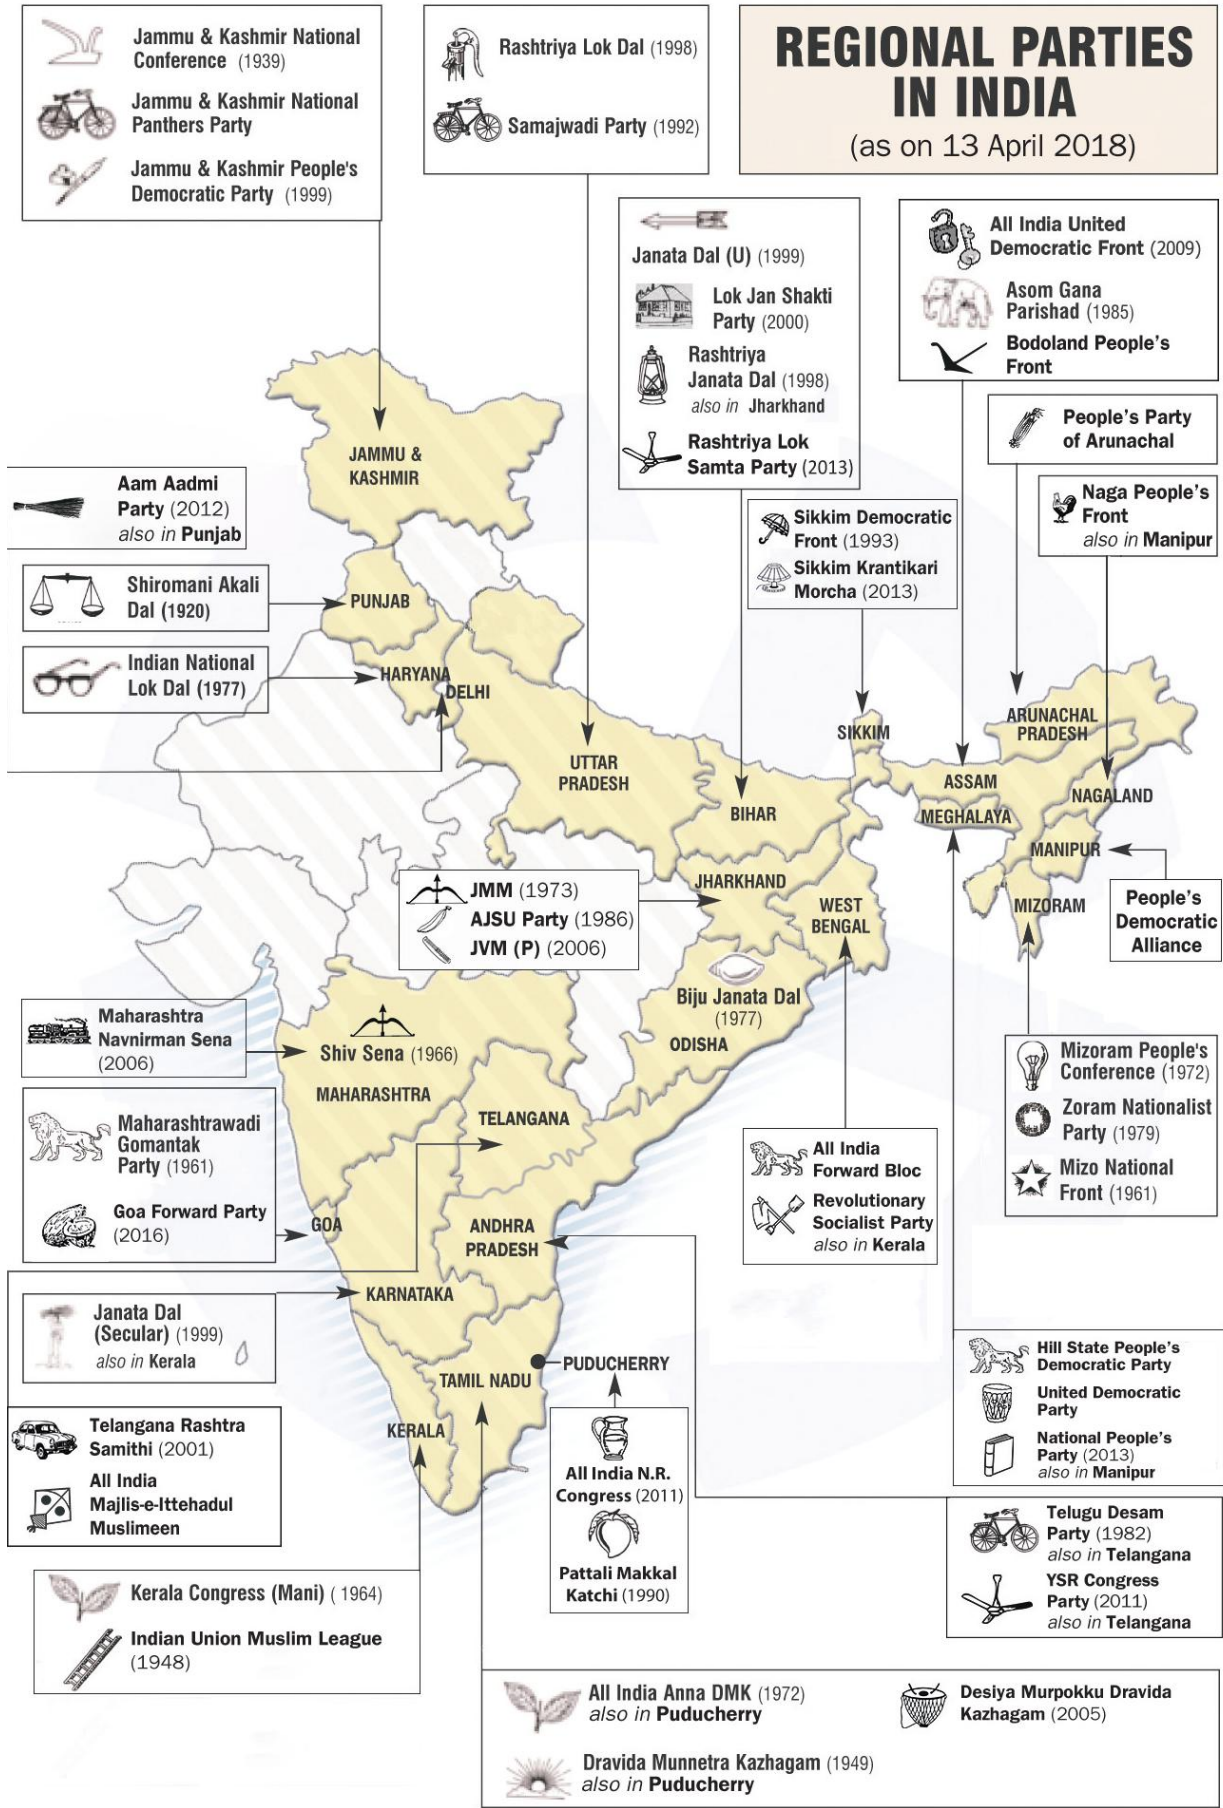 REGIONAL PARTIES
IN INDIA
(as on 13 April 2018)
Jammu & Kashmir National
Conference (1939)
Jammu & Kashmir National
Panthers Party
Jammu & Kashmir People's
Democratic Party (1999)
Rashtriya Lok Dal (1998)
Samajwadi Party (1992)
Janata Dal (U) (1999)
Lok Jan Shakti
Party (2000)
Rashtriya
Janata Dal (1998)
also in Jharkhand
Rashtriya Lok
Samta Party (2013)
All India United
Democratic Front (2009)
Asom Gana
Parishad (1985)
Bodoland People's
Front
People's Party
of Arunachal
Naga People's
Front
also in Manipur
Sikkim Democratic
Front (1993)
Sikkim Krantikari
Morcha (2013)
Aam Aadmi
Party (2012)
also in Punjab
Shiromani Akali
Dal (1920)
Indian National
Lok Dal (1977)
JAMMU &
KASHMIR
PUNJAB
HARYANA
DELHI
UTTAR
PRADESH
BIHAR
SIKKIM
ARUNACHAL
PRADESH
ASSAM
NAGALAND
MEGHALAYA
MANIPUR
MIZORAM
JHARKHAND
WEST
BENGAL
People's
Democratic
Alliance
JMM (1973)
AJSU Party (1986)
JVM (P) (2006)
Biju Janata Dal
(1977)
ODISHA
Maharashtra
Navnirman Sena
(2006)
Shiv Sena (1966)
MAHARASHTRA
TELANGANA
Maharashtrawadi
Gomantak
Party (1961)
Goa Forward Party
(2016)
GOA
ANDHRA
PRADESH
KARNATAKA
All India
Forward Bloc
Revolutionary
Socialist Party
also in Kerala
Mizoram People's
Conference (1972)
Zoram Nationalist
Party (1979)
Mizo National
Front (1961)
Janata Dal
(Secular) (1999)
also in Kerala
PUDUCHERRY
TAMIL NADU
KERALA
Hill State People's
Democratic Party
United Democratic
Party
National People's
Party (2013)
also in Manipur
Telangana Rashtra
Samithi (2001)
All India
Majlis-e-Ittehadul
Muslimeen
All India N.R.
Congress (2011)
Pattali Makkal
Katchi (1990)
Telugu Desam
Party (1982)
also in Telangana
YSR Congress
Party (2011)
also in Telangana
Kerala Congress (Mani) ( 1964)
Indian Union Muslim League
(1948)
All India Anna DMK (1972)
also in Puducherry
Desiya Murpokku Dravida
Kazhagam (2005)
Dravida Munnetra Kazhagam (1949)
also in Puducherry